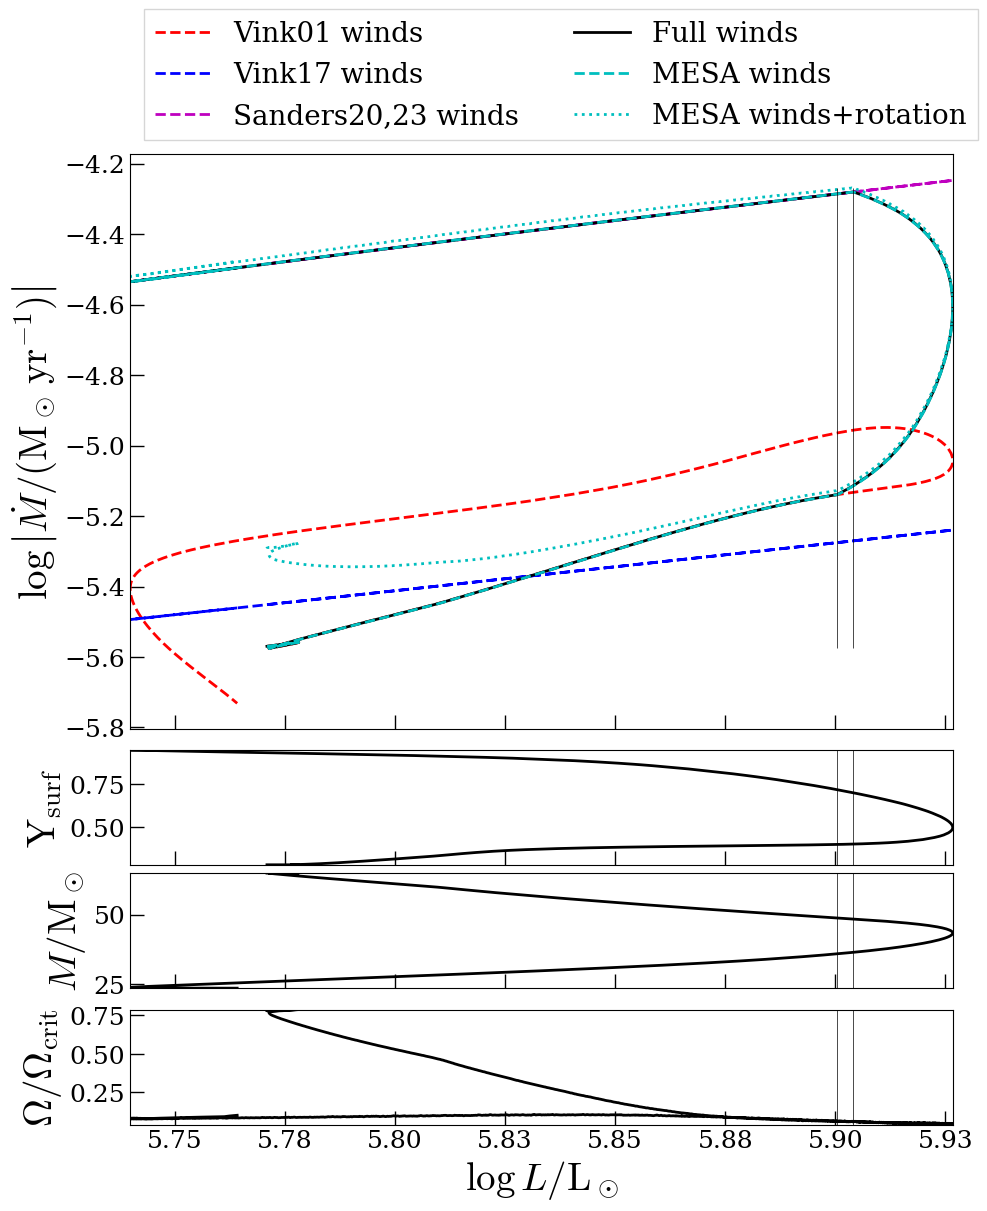 Vink01 winds
Vink17 winds
Sanders20,23 winds
Full winds
MESA winds
MESA winds+rotation
log |Ṁ/(M⊙ yr⁻¹)|
−4.2
−4.4
−4.6
−4.8
−5.0
−5.2
−5.4
−5.6
−5.8
Y_surf
0.75
0.50
M/M⊙
50
25
Ω/Ω_crit
0.75
0.50
0.25
5.75 5.78 5.80 5.83 5.85 5.88 5.90 5.93
log L/L⊙